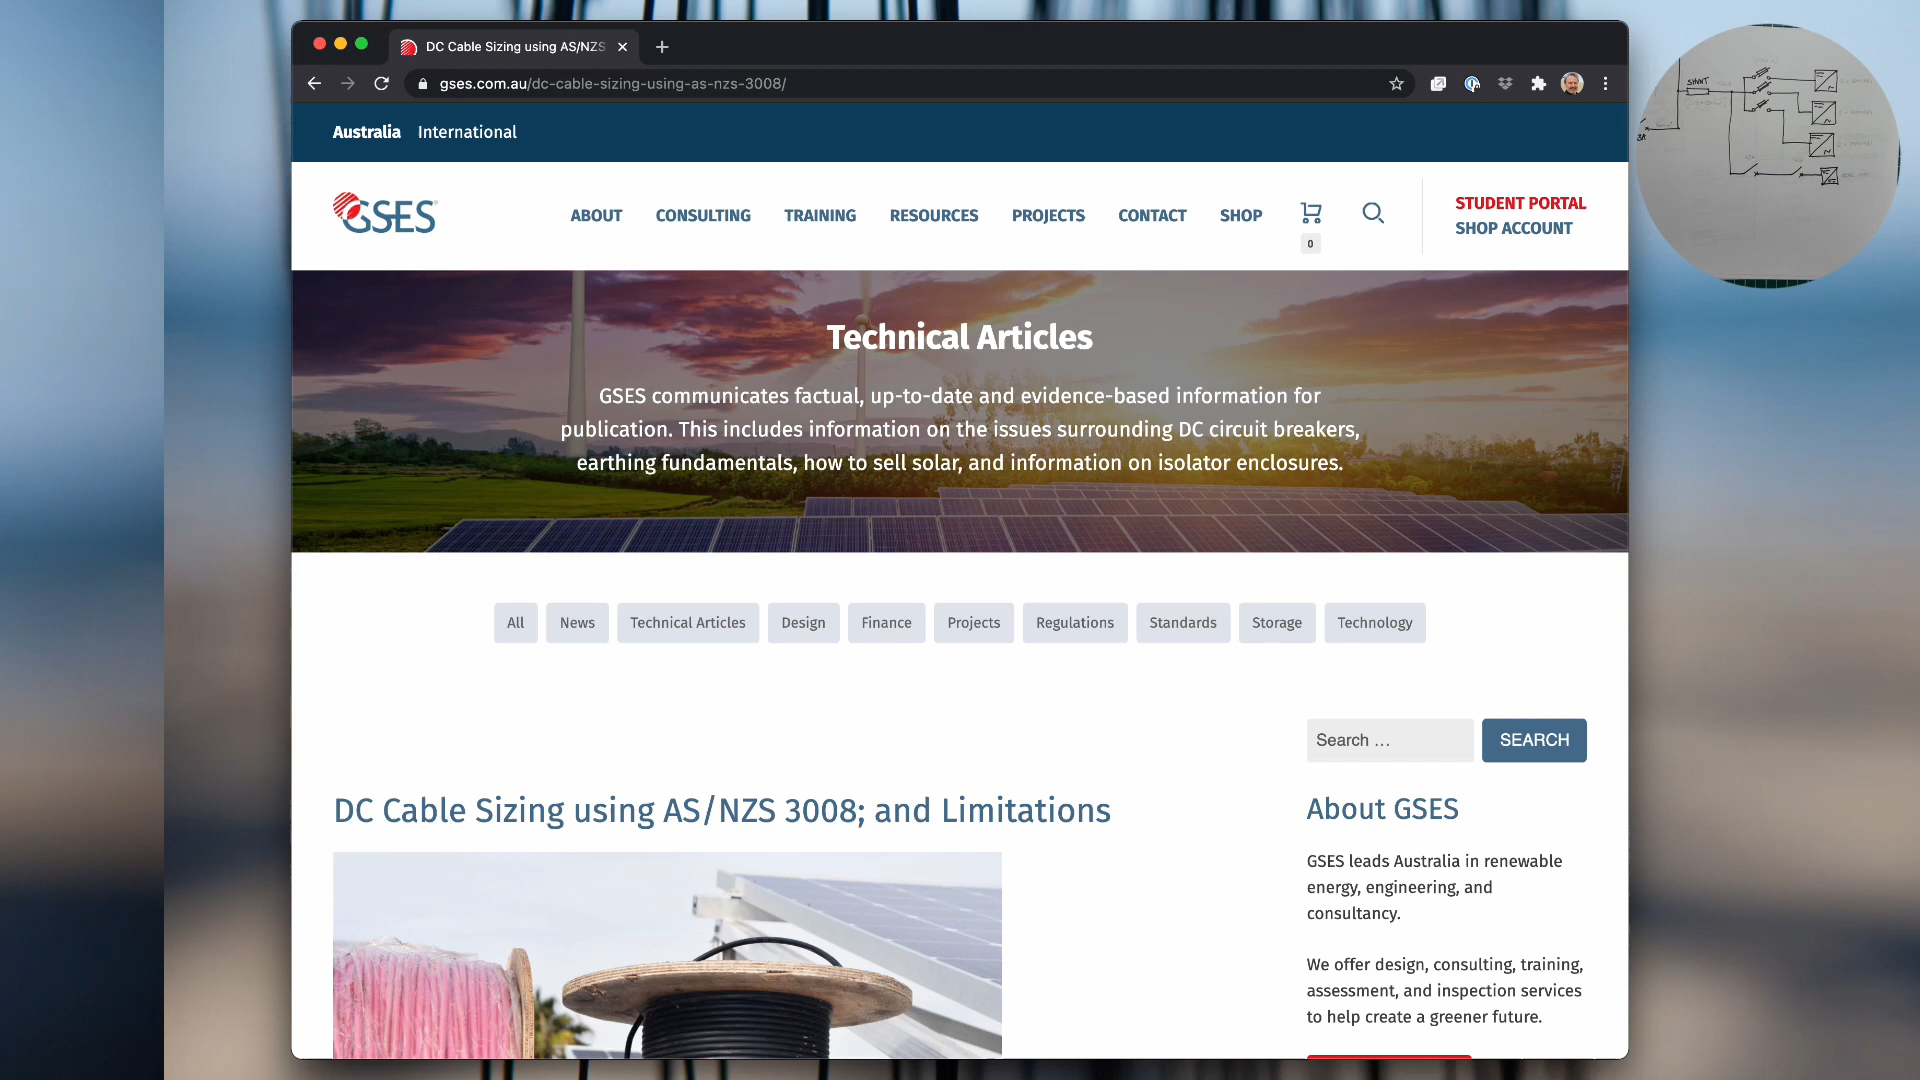 DC Cable Sizing using AS/NZS
gses.com.au/dc-cable-sizing-using-as-nzs-3008/
Australia International
GSES
ABOUT CONSULTING TRAINING RESOURCES PROJECTS CONTACT SHOP
0
STUDENT PORTAL
SHOP ACCOUNT
Technical Articles
GSES communicates factual, up-to-date and evidence-based information for
publication. This includes information on the issues surrounding DC circuit breakers,
earthing fundamentals, how to sell solar, and information on isolator enclosures.
All News Technical Articles Design Finance Projects Regulations Standards Storage Technology
Search … SEARCH
DC Cable Sizing using AS/NZS 3008; and Limitations
About GSES
GSES leads Australia in renewable
energy, engineering, and
consultancy.
We offer design, consulting, training,
assessment, and inspection services
to help create a greener future.
SHUNT